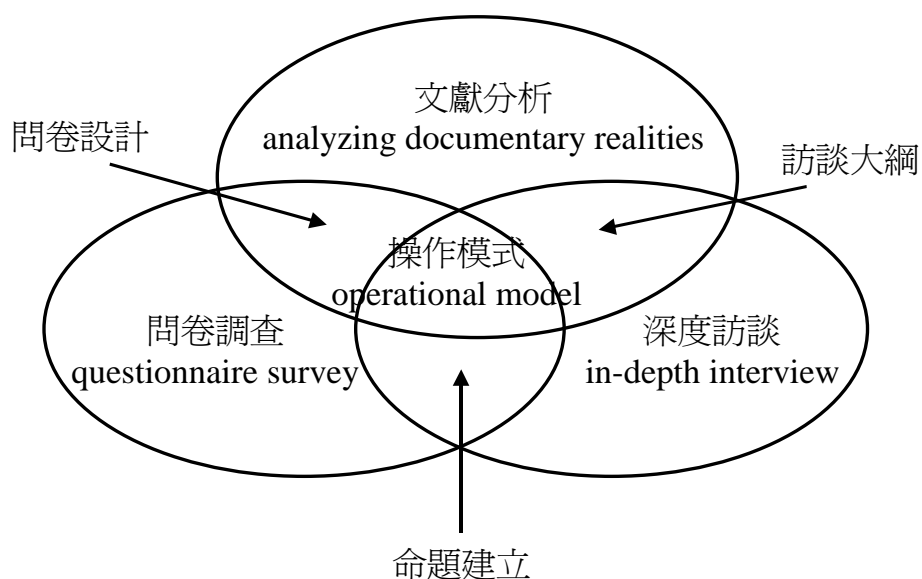 文獻分析
analyzing documentary realities
問卷設計
訪談大綱
操作模式
operational model
問卷調查
questionnaire survey
深度訪談
in-depth interview
命題建立